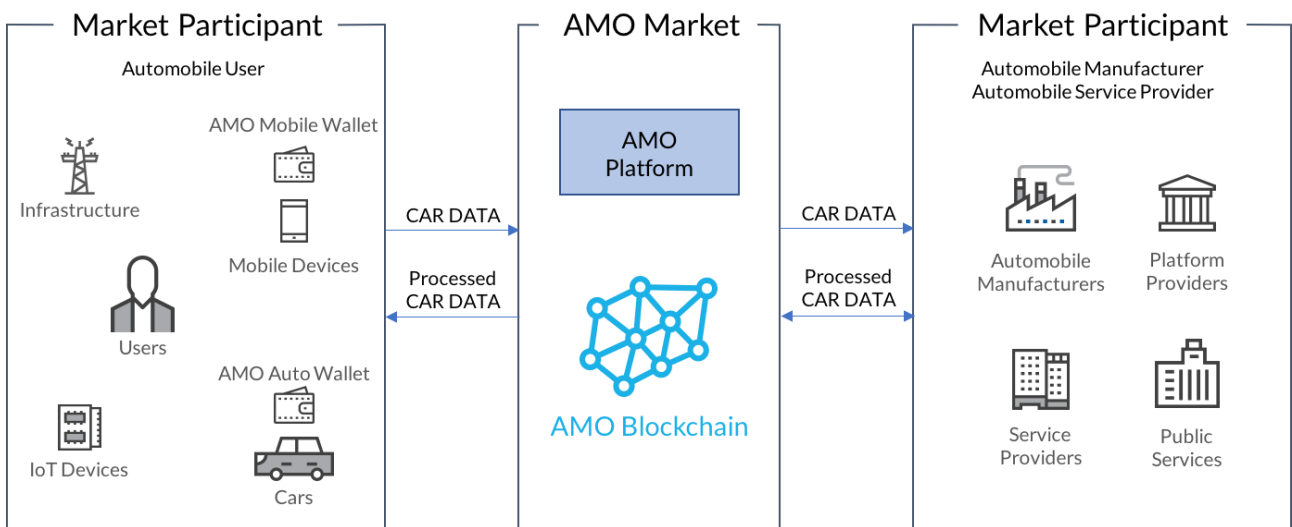 Market Participant
Automobile User
AMO Mobile Wallet
Infrastructure
Mobile Devices
Users
AMO Auto Wallet
IoT Devices
Cars
CAR DATA
Processed
CAR DATA
AMO Market
AMO
Platform
AMO Blockchain
CAR DATA
Processed
CAR DATA
Market Participant
Automobile Manufacturer
Automobile Service Provider
Automobile
Manufacturers
Platform
Providers
Service
Providers
Public
Services